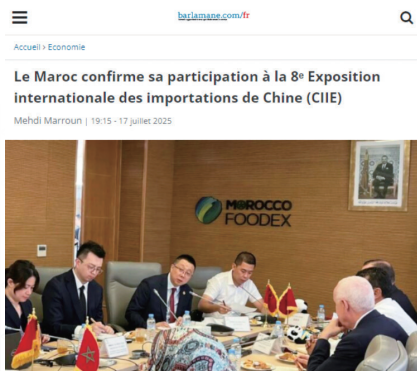 barlamane.com/fr
Accueil › Economie
Le Maroc confirme sa participation à la 8ᵉ Exposition
internationale des importations de Chine (CIIE)
Mehdi Marroun | 19:15 - 17 juillet 2025
MOROCCO
FOODEX